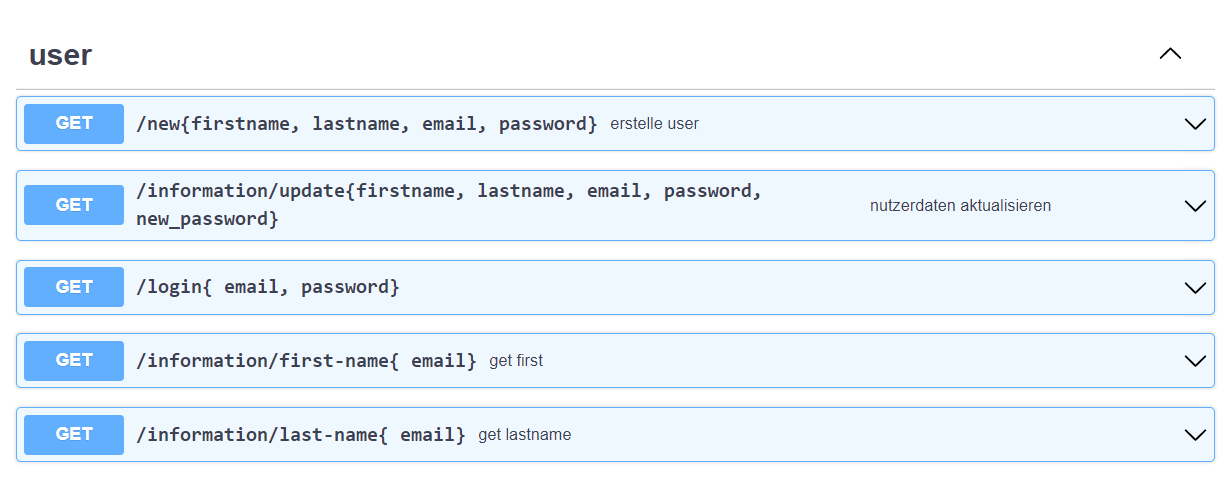 user
GET /new{firstname, lastname, email, password} erstelle user
GET /information/update{firstname, lastname, email, password,
new_password} nutzerdaten aktualisieren
GET /login{ email, password}
GET /information/first-name{ email} get first
GET /information/last-name{ email} get lastname